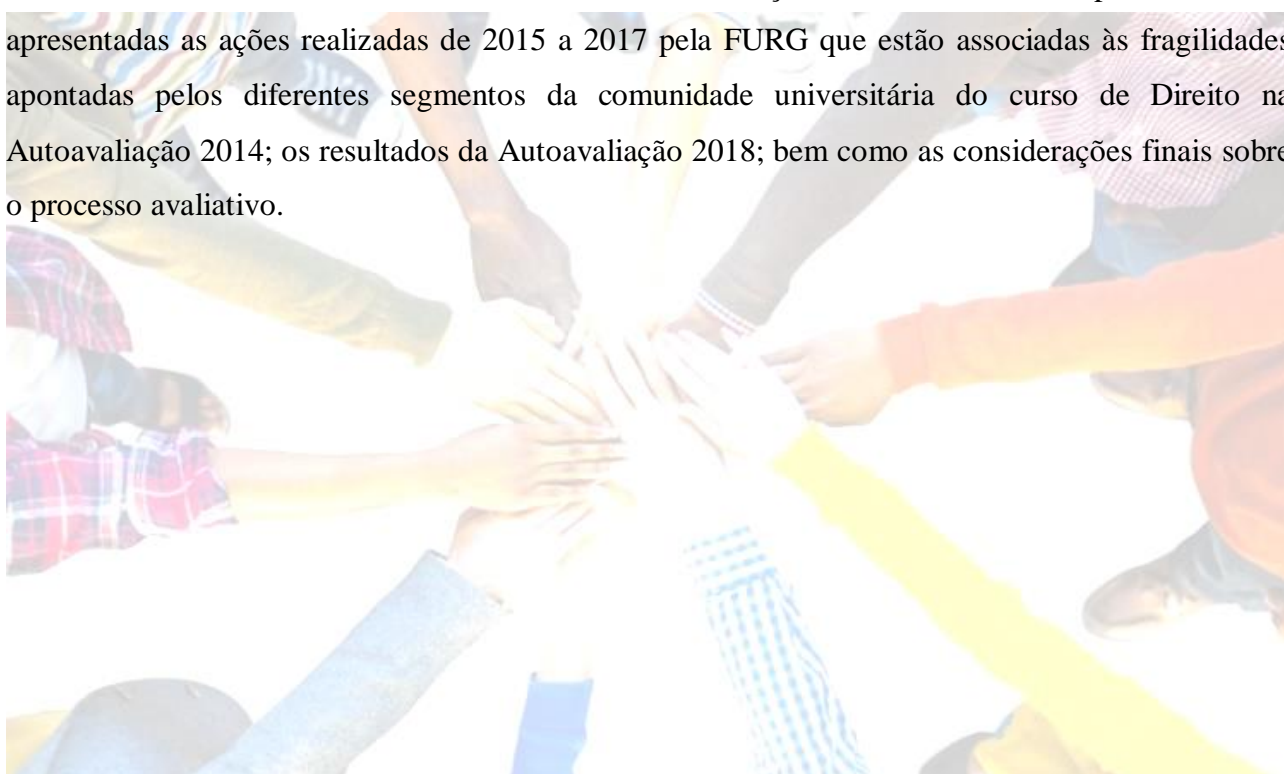 apresentadas as ações realizadas de 2015 a 2017 pela FURG que estão associadas às fragilidades
apontadas pelos diferentes segmentos da comunidade universitária do curso de Direito na
Autoavaliação 2014; os resultados da Autoavaliação 2018; bem como as considerações finais sobre
o processo avaliativo.